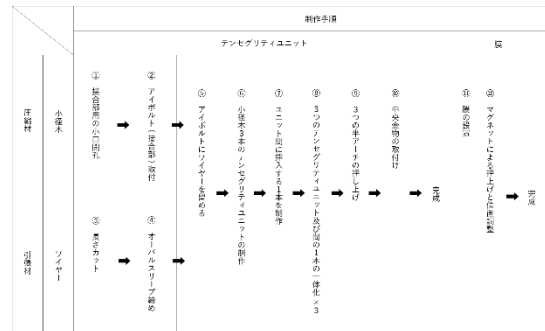 制作手順
テンセグリティユニット
膜
圧縮材
小径木
① 接合部用の小口開孔
② アイボルト(接合部)取付
引張材
ワイヤー
③ 長さカット
④ オーバルスリーブ締め
⑤ アイボルトにワイヤーを留める
⑥ 小径木3本のテンセグリティユニットの制作
⑦ ユニット間に挿入する1本を制作
⑧ 3つのテンセグリティユニット及び間の1本の一体化×3
⑨ 3つの半アーチの押し上げ
⑩ 中央金物の取付け
完成
⑪ 膜の設置
⑫ マグネットによる押上げと位置調整
完成